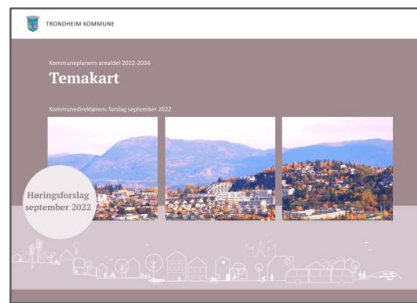 TRONDHEIM KOMMUNE
Kommuneplanens arealdel 2022-2034
Temakart
Kommunedirektørens forslag september 2022
Høringsforslag
september 2022